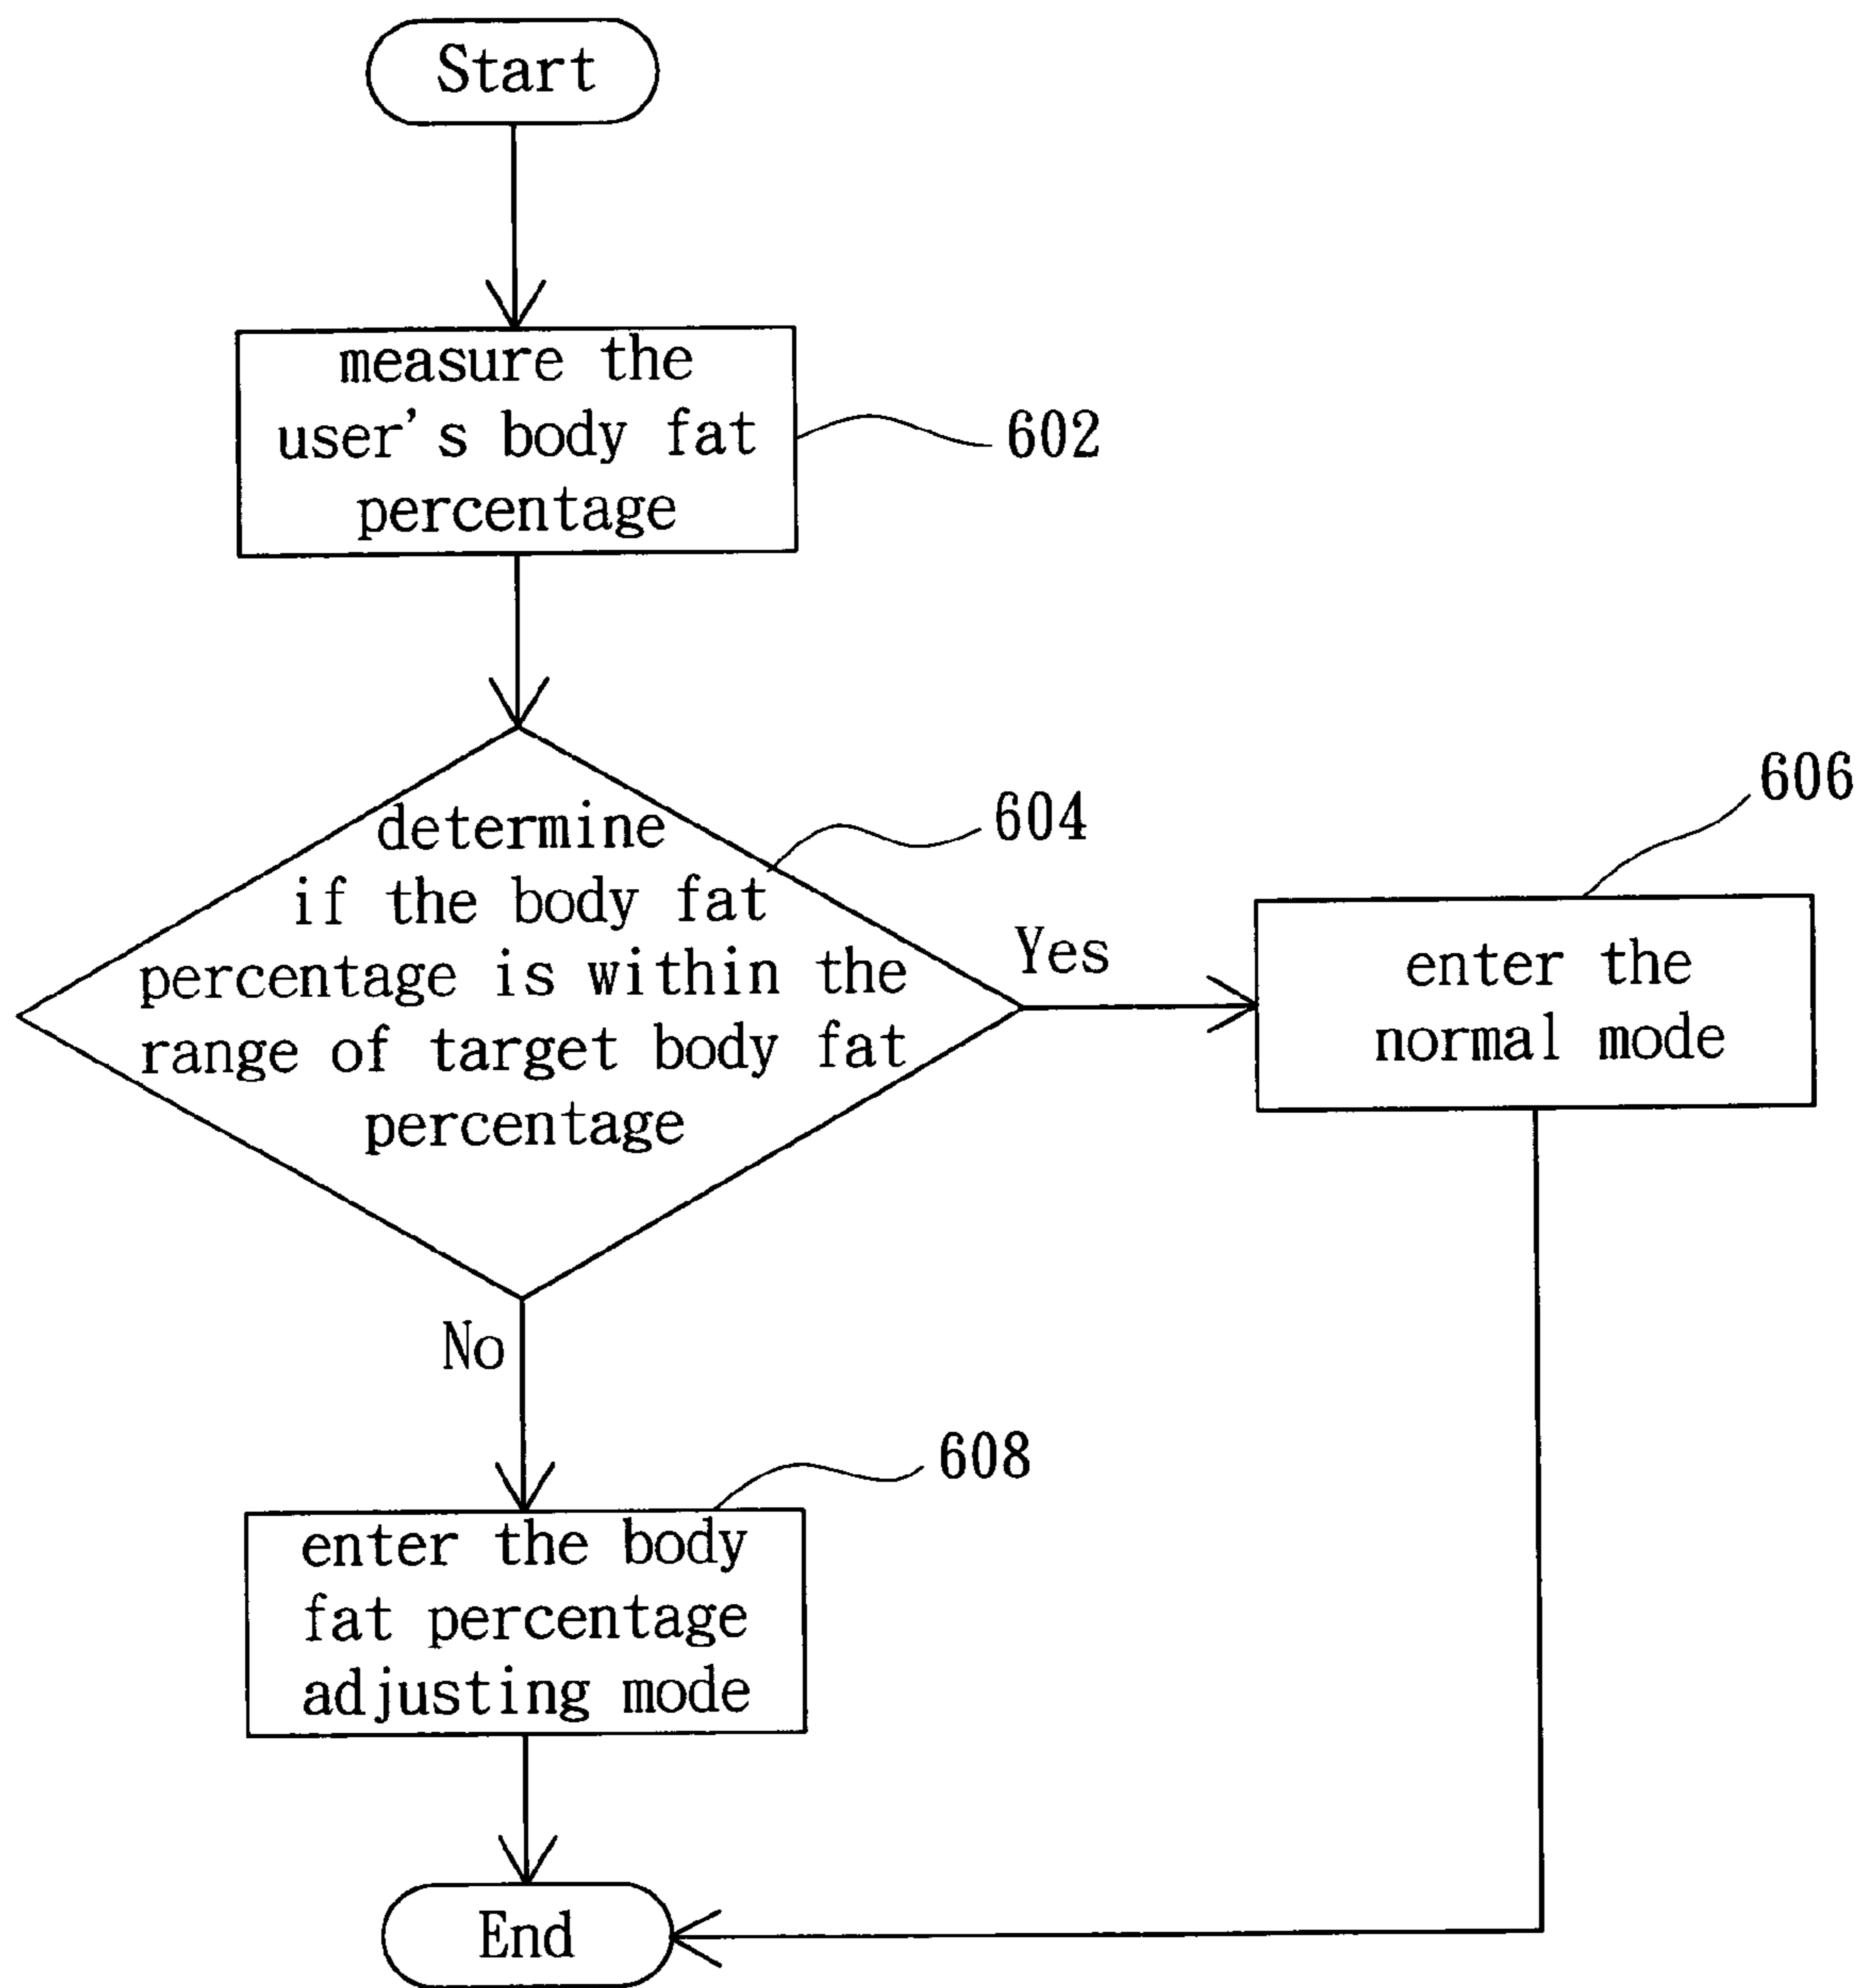 Start
measure the
user's body fat
percentage
602
determine
if the body fat
percentage is within the
range of target body fat
percentage
604
Yes
606
enter the
normal mode
No
608
enter the body
fat percentage
adjusting mode
End